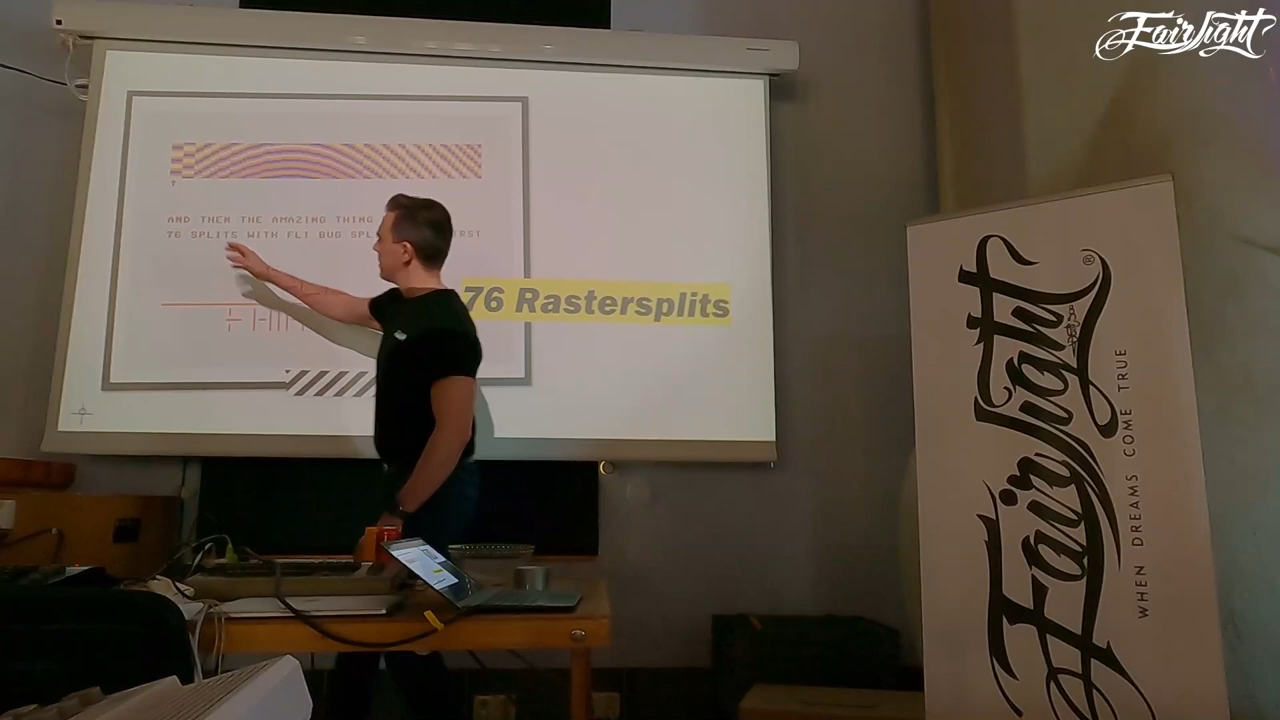 Fairlight
AND THEN THE AMAZING THING
76 SPLITS WITH FLI BUG SPL
76 Rastersplits
Fairlight®
WHEN DREAMS COME TRUE